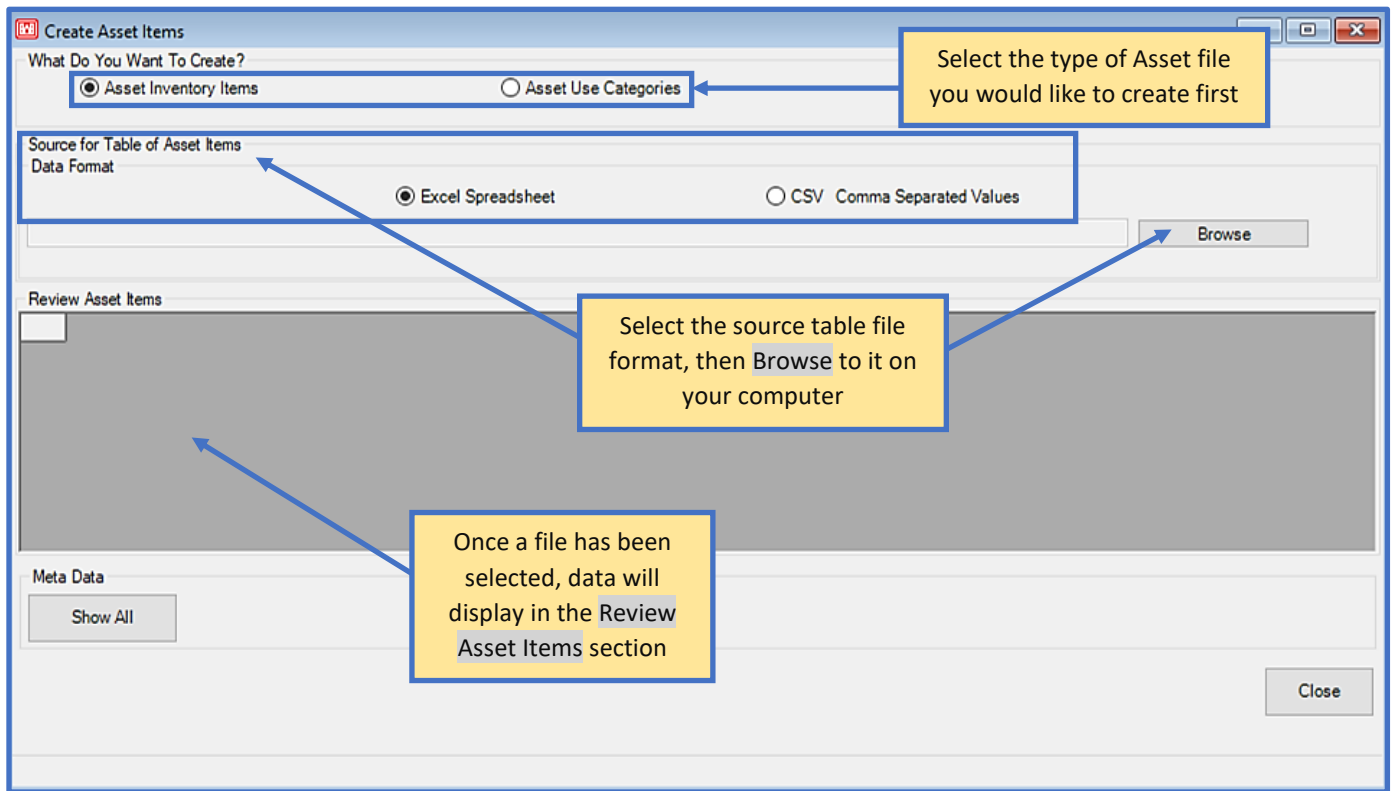 Create Asset Items
What Do You Want To Create?
Asset Inventory Items
Asset Use Categories
Select the type of Asset file
you would like to create first
Source for Table of Asset Items
Data Format
Excel Spreadsheet
CSV Comma Separated Values
Browse
Review Asset Items
Select the source table file
format, then Browse to it on
your computer
Once a file has been
selected, data will
display in the Review
Asset Items section
Meta Data
Show All
Close